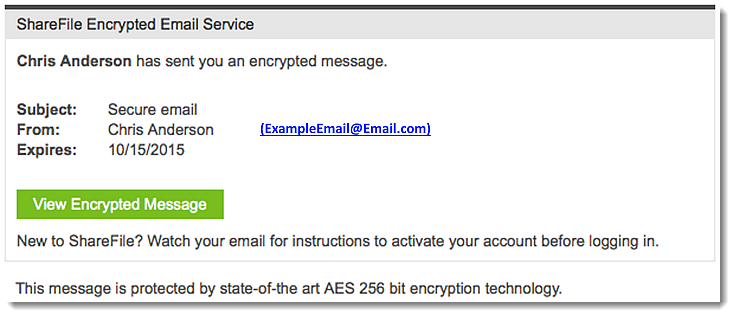 ShareFile Encrypted Email Service
Chris Anderson has sent you an encrypted message.
Subject: Secure email
From: Chris Anderson (ExampleEmail@Email.com)
Expires: 10/15/2015
View Encrypted Message
New to ShareFile? Watch your email for instructions to activate your account before logging in.
This message is protected by state-of-the art AES 256 bit encryption technology.